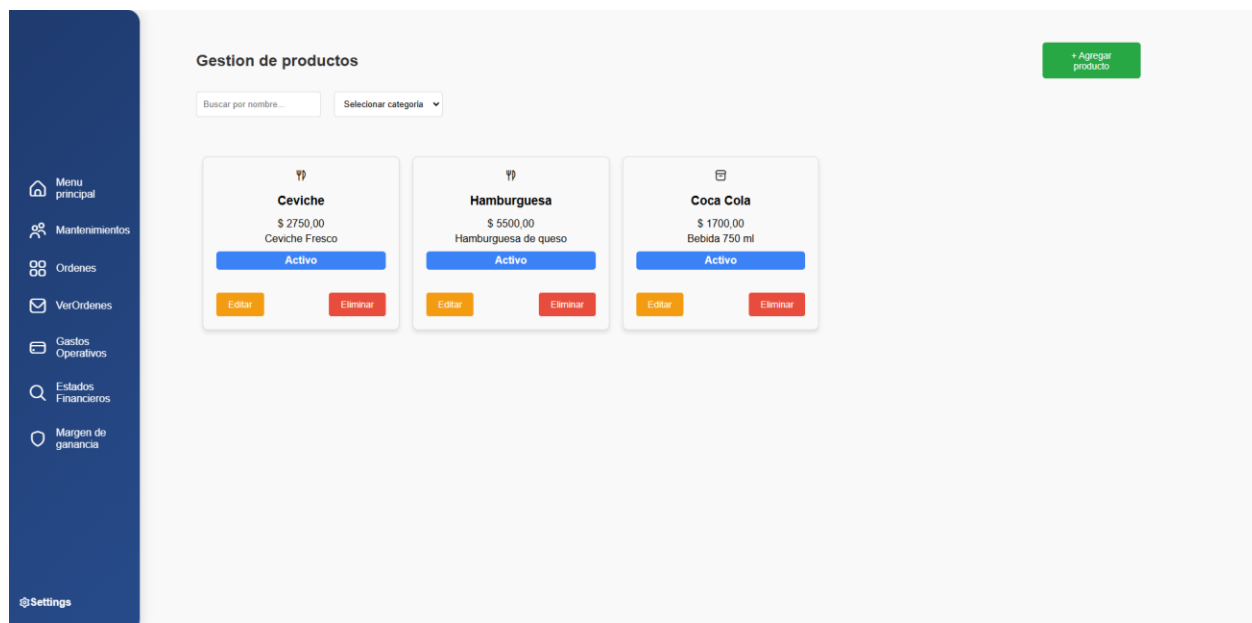 Gestion de productos
+ Agregar
producto
Buscar por nombre...
Selecionar categoria
Menu
principal
Mantenimientos
Ordenes
VerOrdenes
Gastos
Operativos
Estados
Financieros
Margen de
ganancia
Settings
Ceviche
$ 2750,00
Ceviche Fresco
Activo
Editar
Eliminar
Hamburguesa
$ 5500,00
Hamburguesa de queso
Activo
Editar
Eliminar
Coca Cola
$ 1700,00
Bebida 750 ml
Activo
Editar
Eliminar